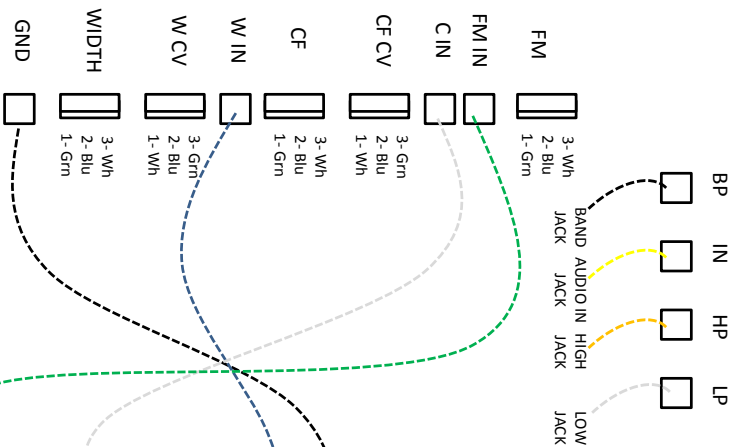 GND
WIDTH
W CV
W IN
CF
CF CV
C IN
FM IN
FM
3- Wh
2- Blu
1- Grn
3- Grn
2- Blu
1- Wh
3- Wh
2- Blu
1- Grn
3- Grn
2- Blu
1- Wh
3- Wh
2- Blu
1- Grn
BP
BAND
JACK
IN
AUDIO IN
JACK
HP
HIGH
JACK
LP
LOW
JACK